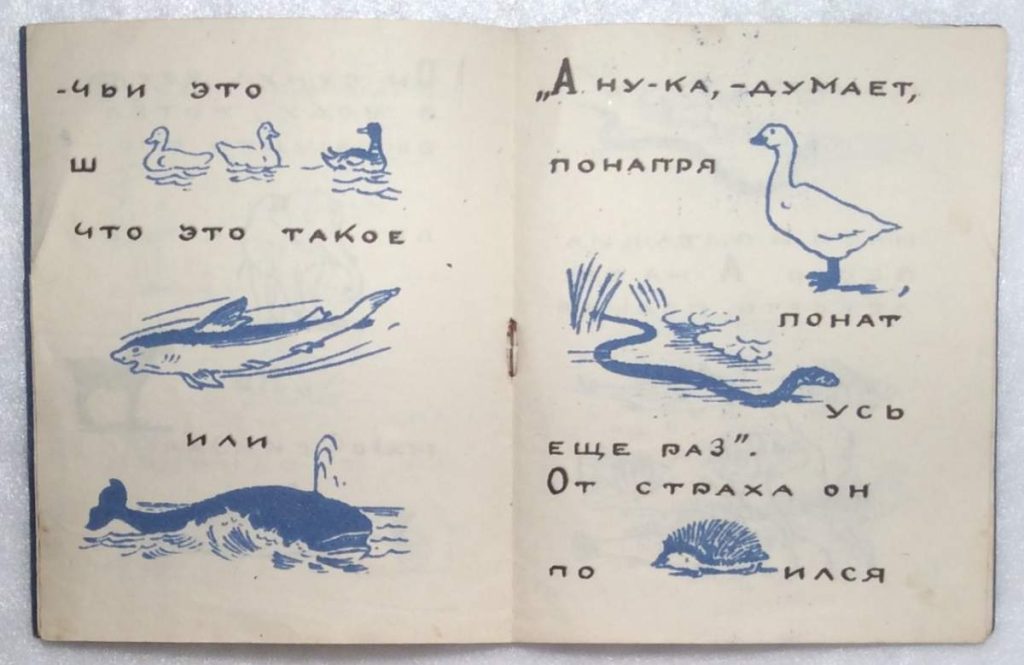 -Чьи это
ш
что это такое
или
„А ну-ка,-думает,
понапря
,
понат
усь
еще раз".
От страха он
по ился